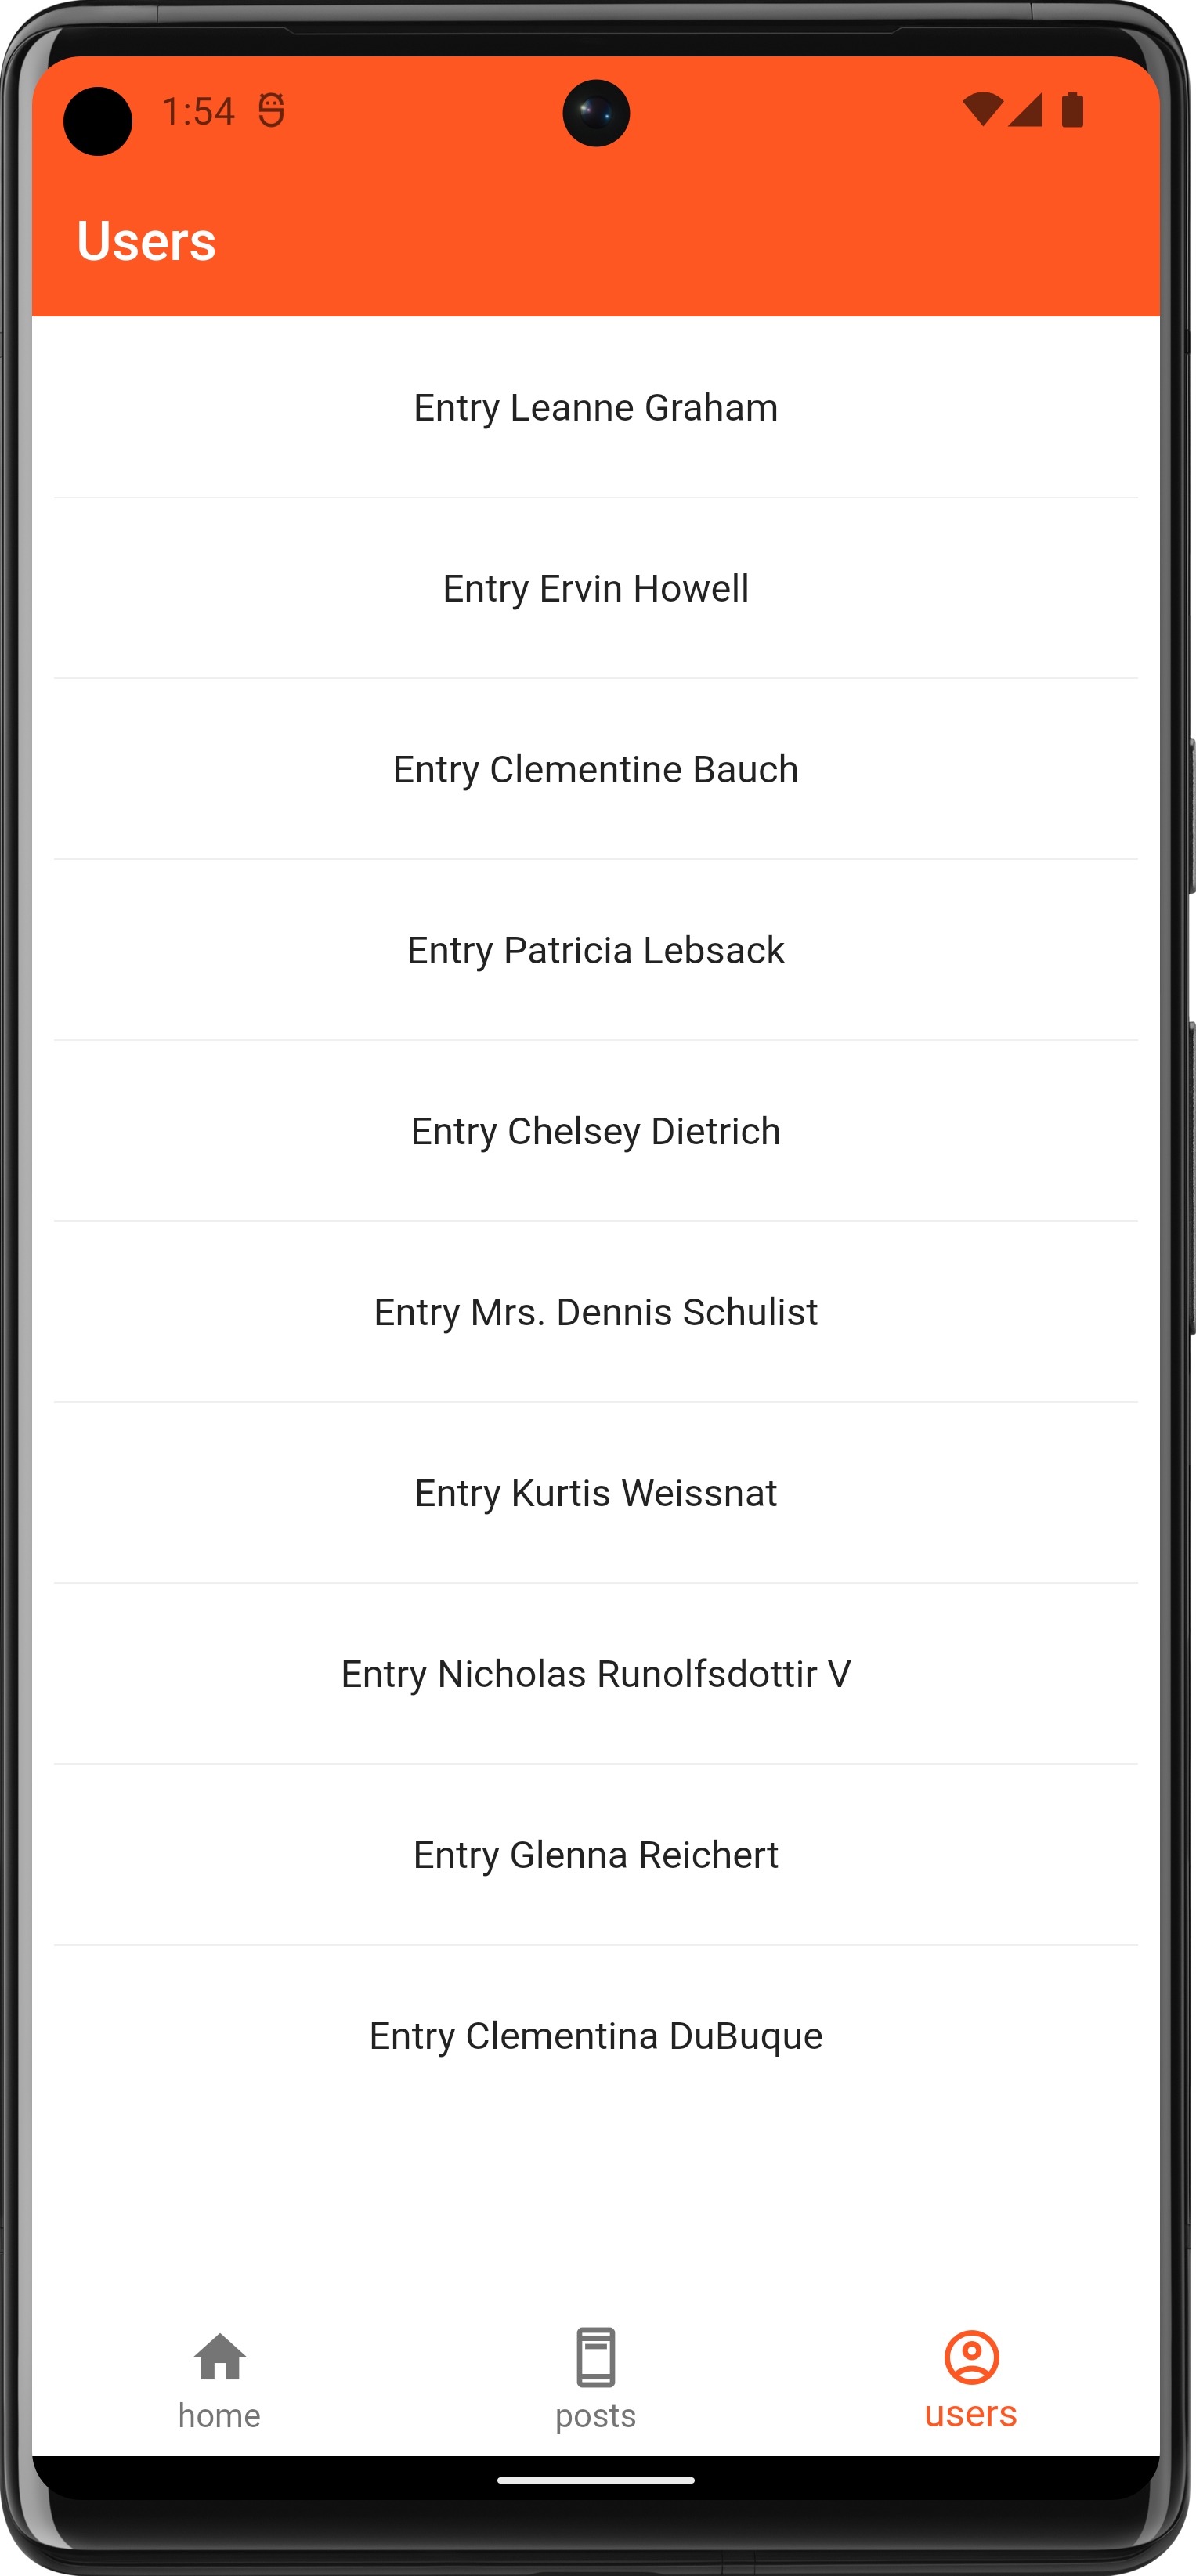 1:54
Users
Entry Leanne Graham
Entry Ervin Howell
Entry Clementine Bauch
Entry Patricia Lebsack
Entry Chelsey Dietrich
Entry Mrs. Dennis Schulist
Entry Kurtis Weissnat
Entry Nicholas Runolfsdottir V
Entry Glenna Reichert
Entry Clementina DuBuque
home posts users